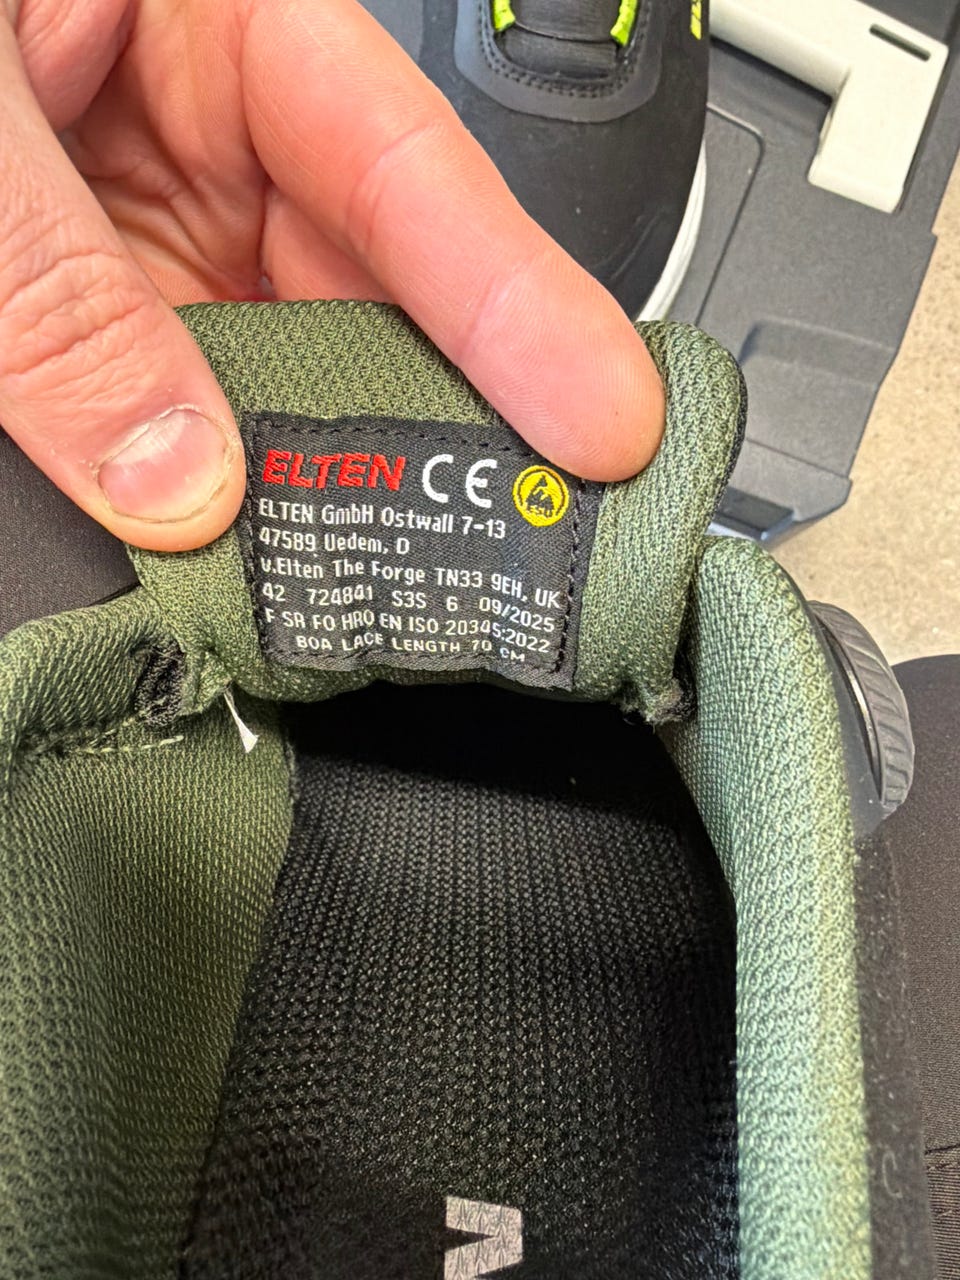 ELTEN CE ESD
ELTEN GmbH Ostwall 7-13
47589 Uedem, D
v.Elten The Forge TN33 9EH, UK
42 724841 S3S 6 09/2025
F SR FO HRO EN ISO 20345:2022
BOA LACE LENGTH 70 CM